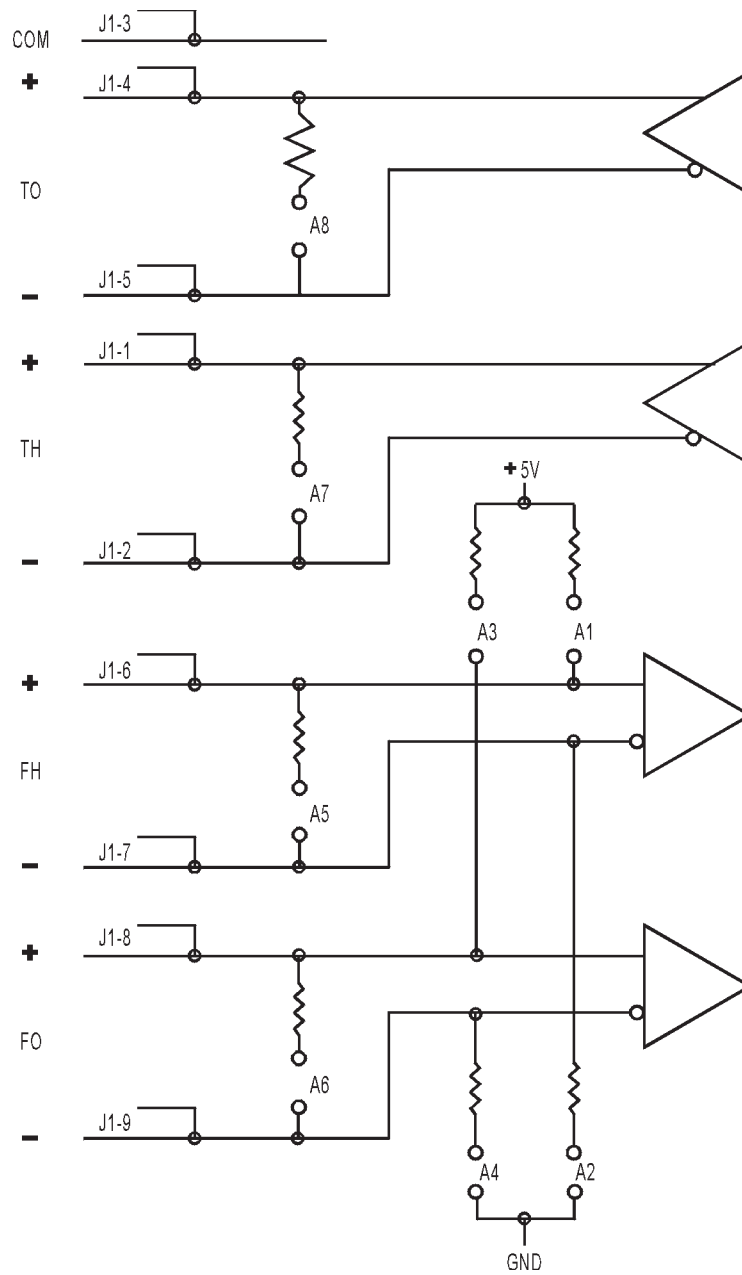 J1-3
COM
+
J1-4
TO
A8
J1-5
−
+
J1-1
TH
A7
+5V
J1-2
−
A3
A1
+
J1-6
FH
A5
J1-7
−
+
J1-8
FO
A6
J1-9
−
A4
A2
GND